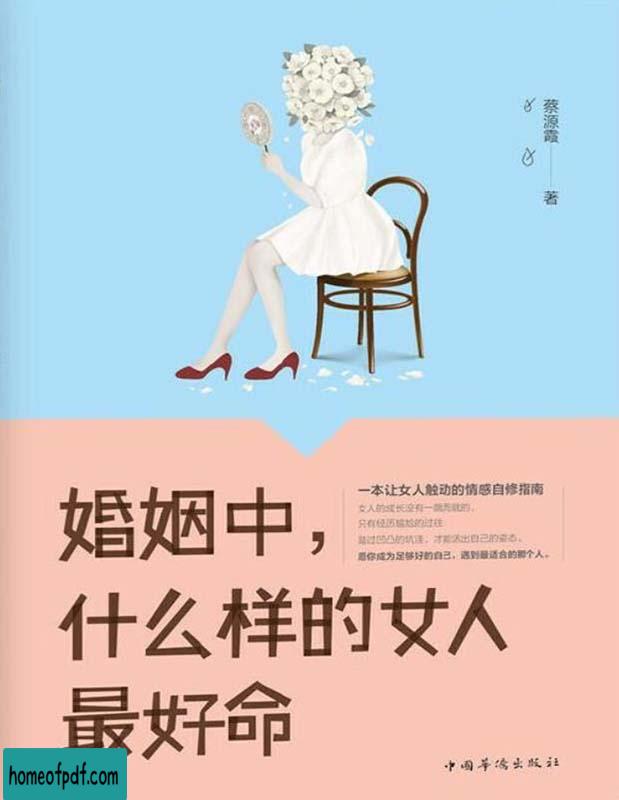 蔡源霞 著
婚姻中，
什么样的女人
最好命
一本让女人触动的情感自修指南
女人的成长没有一蹴而就的，
只有经历尴尬的过往
踏过凹凸的坑洼，才能活出自己的姿态。
愿你成为足够好的自己，遇到最适合的那个人。
中国华侨出版社
homeofpdf.com